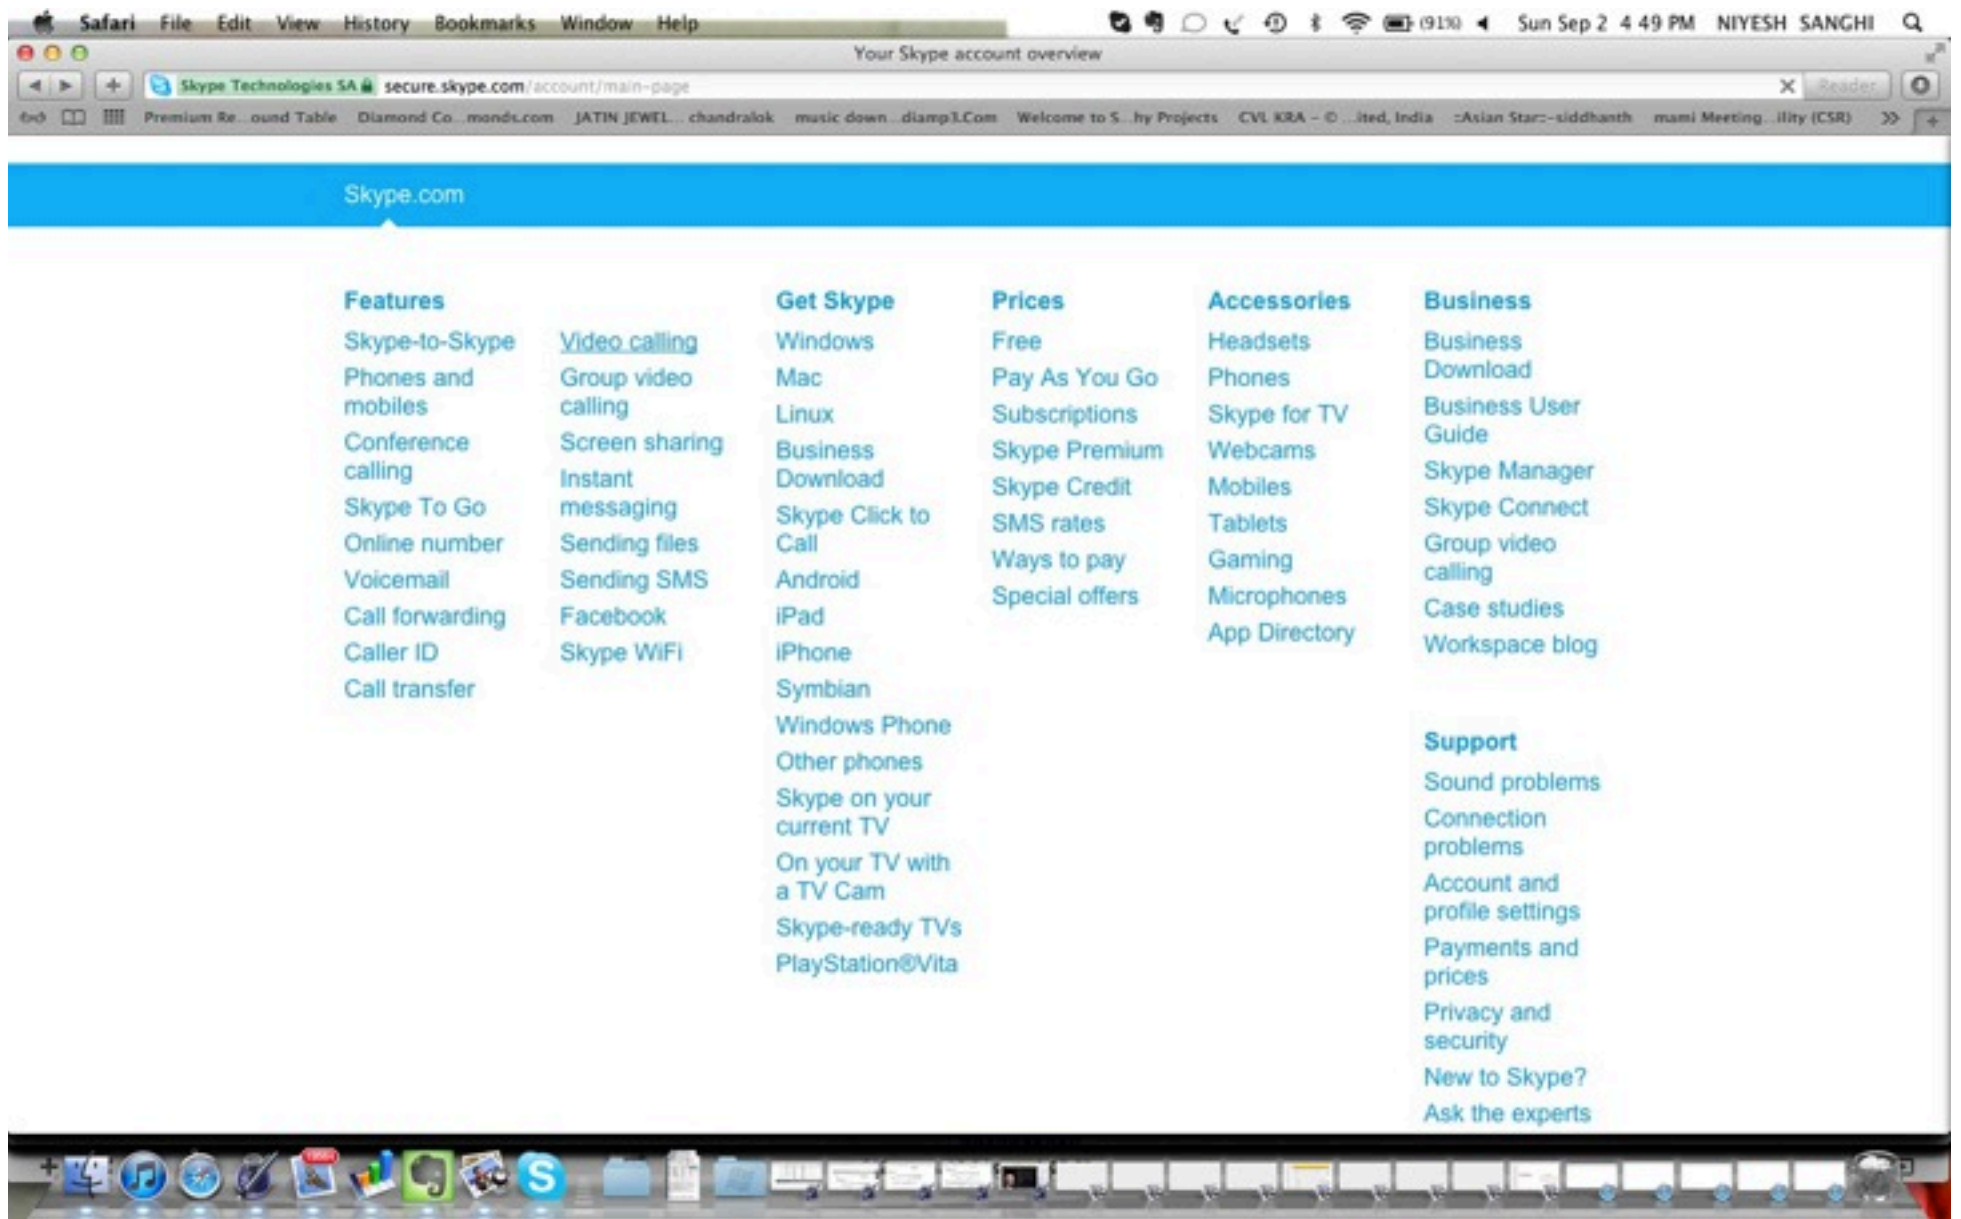 Safari File Edit View History Bookmarks Window Help (91%) Sun Sep 2 4 49 PM NIYESH SANGHI
Your Skype account overview
Skype Technologies SA secure.skype.com/account/main-page Reader
Premium Re...ound Table Diamond Co...monds.com JATIN JEWEL... chandralok music down...diamp3.Com Welcome to S...hy Projects CVL KRA - © ...ited, India ::Asian Star::-siddhanth mami Meeting...ility (CSR)
Skype.com
Features
Skype-to-Skype
Phones and
mobiles
Conference
calling
Skype To Go
Online number
Voicemail
Call forwarding
Caller ID
Call transfer
Video calling
Group video
calling
Screen sharing
Instant
messaging
Sending files
Sending SMS
Facebook
Skype WiFi
Get Skype
Windows
Mac
Linux
Business
Download
Skype Click to
Call
Android
iPad
iPhone
Symbian
Windows Phone
Other phones
Skype on your
current TV
On your TV with
a TV Cam
Skype-ready TVs
PlayStation®Vita
Prices
Free
Pay As You Go
Subscriptions
Skype Premium
Skype Credit
SMS rates
Ways to pay
Special offers
Accessories
Headsets
Phones
Skype for TV
Webcams
Mobiles
Tablets
Gaming
Microphones
App Directory
Business
Business
Download
Business User
Guide
Skype Manager
Skype Connect
Group video
calling
Case studies
Workspace blog
Support
Sound problems
Connection
problems
Account and
profile settings
Payments and
prices
Privacy and
security
New to Skype?
Ask the experts